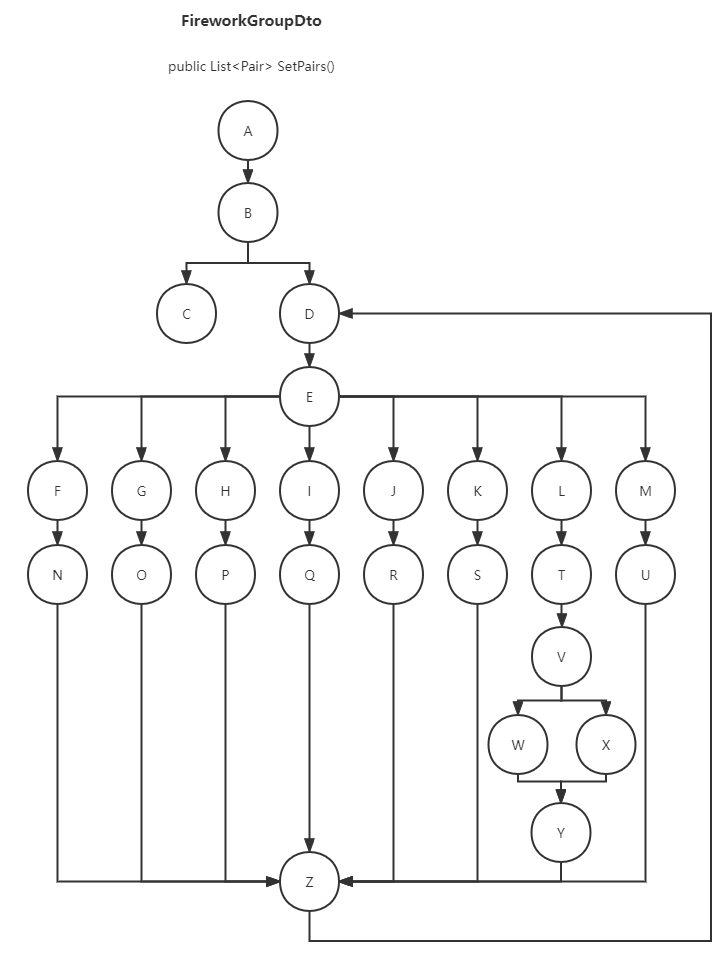 FireworkGroupDto
public List<Pair> SetPairs()
A
B
C D
E
F G H I J K L M
N O P Q R S T U
V
W X
Y
Z